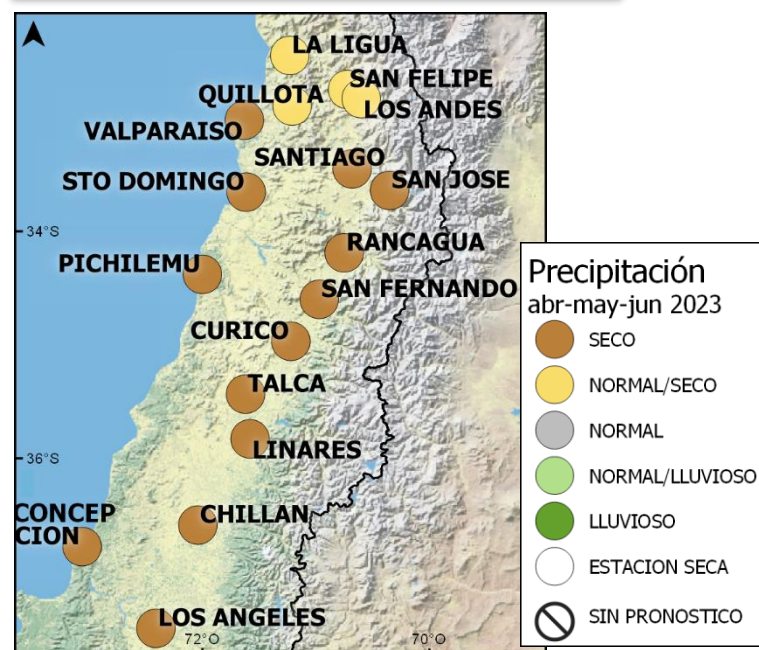 LA LIGUA
SAN FELIPE
QUILLOTA
LOS ANDES
VALPARAISO
SANTIAGO
STO DOMINGO
SAN JOSE
34°S
RANCAGUA
PICHILEMU
SAN FERNANDO
CURICO
TALCA
LINARES
36°S
CONCEP
CION
CHILLAN
LOS ANGELES
72°O
70°O
Precipitación
abr-may-jun 2023
SECO
NORMAL/SECO
NORMAL
NORMAL/LLUVIOSO
LLUVIOSO
ESTACION SECA
SIN PRONOSTICO